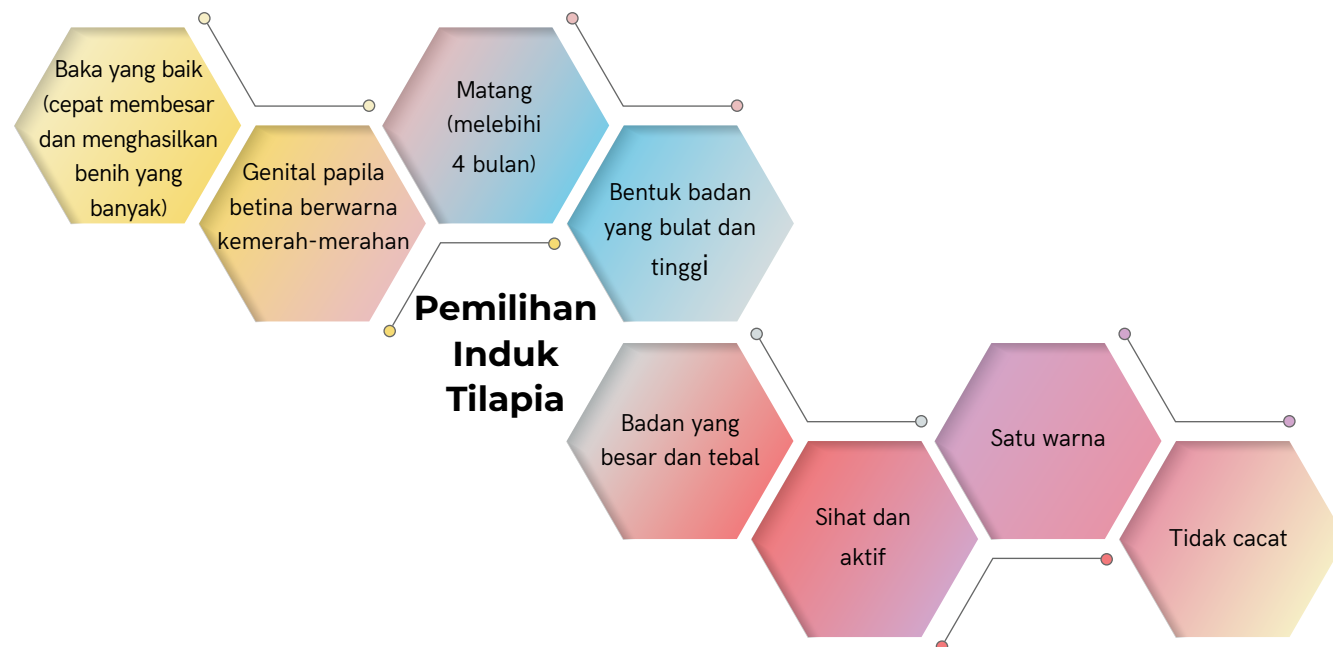 Baka yang baik
(cepat membesar
dan menghasilkan
benih yang
banyak)
Genital papila
betina berwarna
kemerah-merahan
Matang
(melebihi
4 bulan)
Bentuk badan
yang bulat dan
tinggi
Pemilihan
Induk
Tilapia
Badan yang
besar dan tebal
Sihat dan
aktif
Satu warna
Tidak cacat